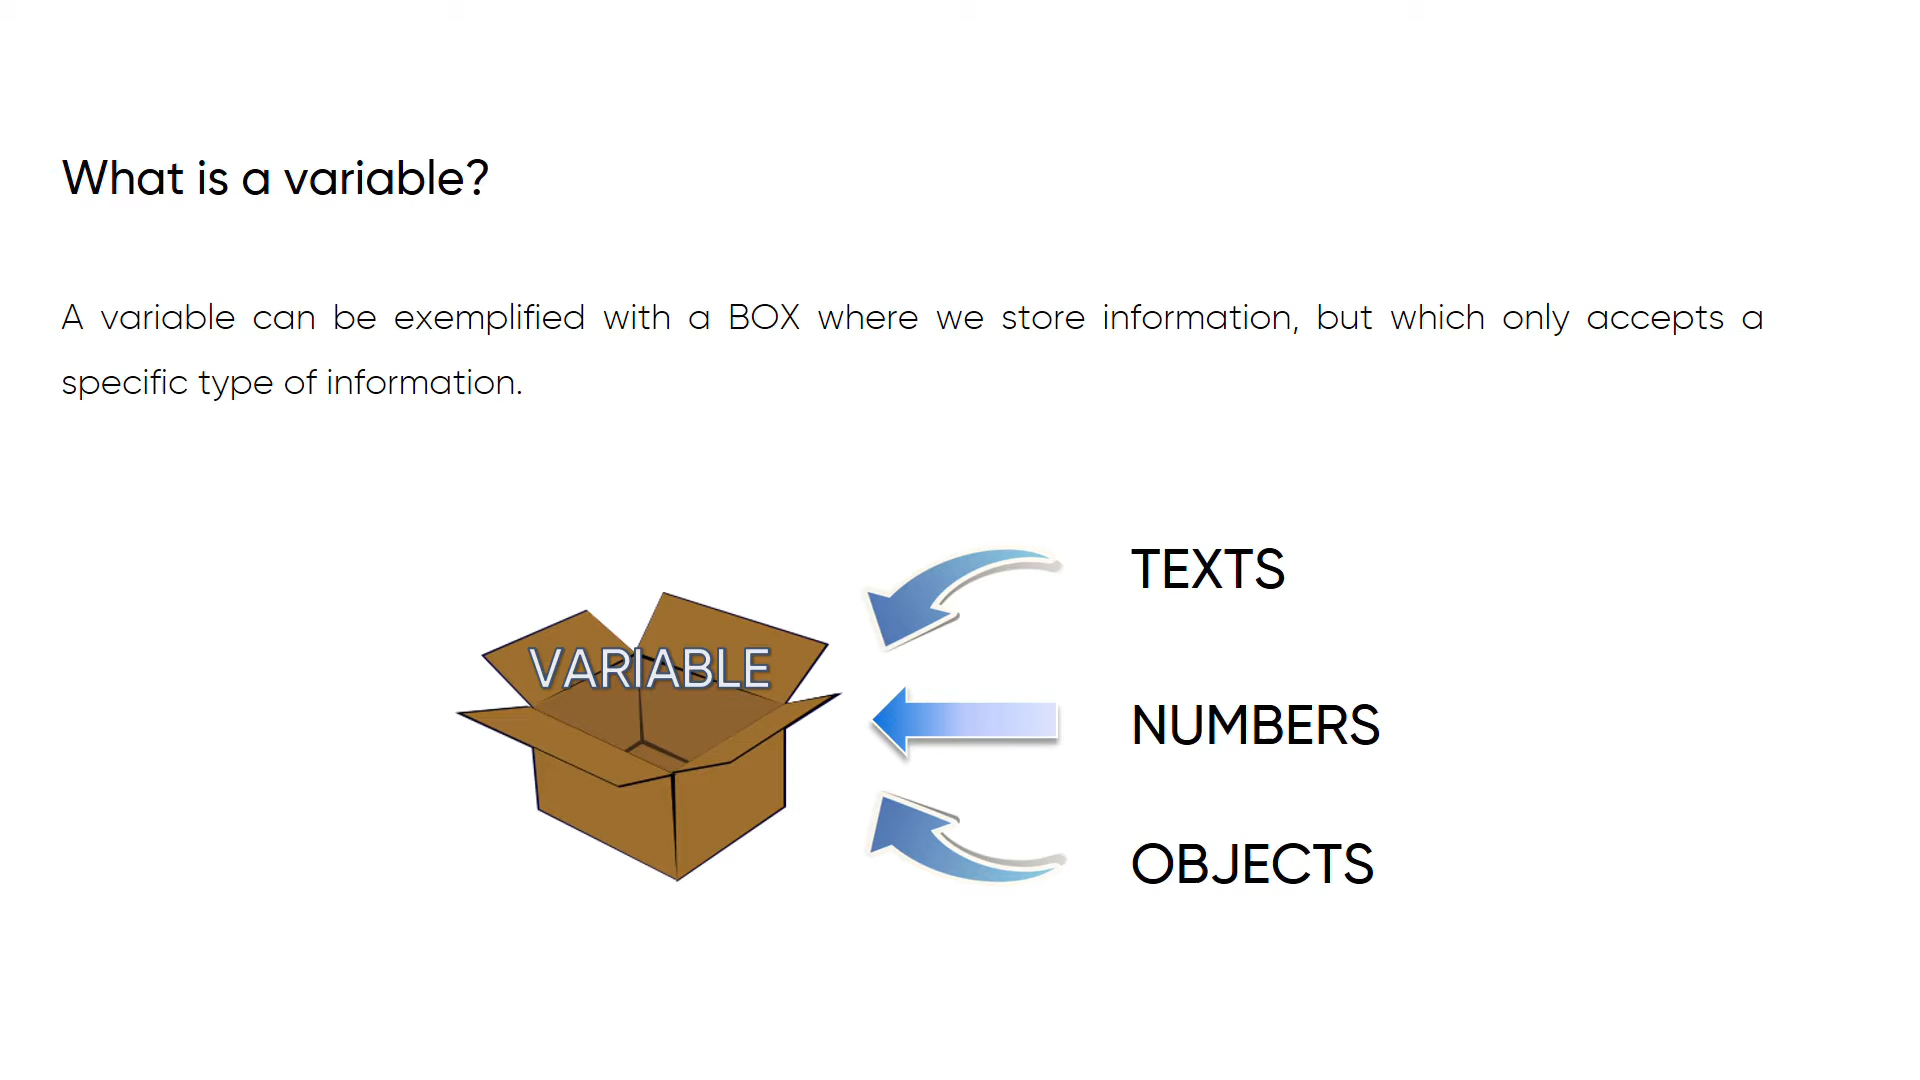 What is a variable?
A variable can be exemplified with a BOX where we store information, but which only accepts a
specific type of information.
TEXTS
VARIABLE
NUMBERS
OBJECTS